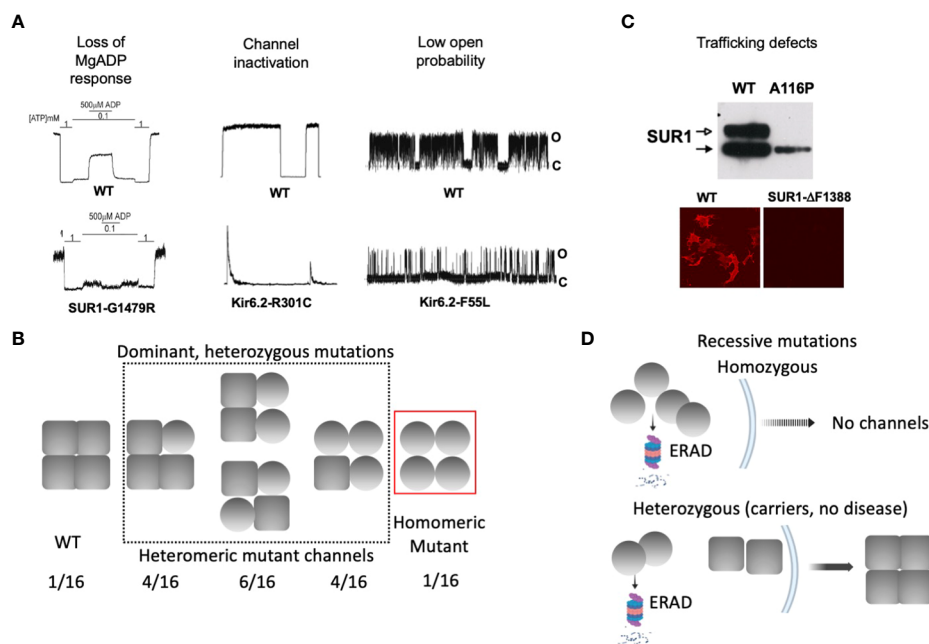 A
Loss of
MgADP
response
500µM ADP
[ATP]mM
1
0.1
1
WT
500µM ADP
1
1
0.1
1
SUR1-G1479R
Channel
inactivation
WT
Kir6.2-R301C
Low open
probability
O
C
WT
O
C
Kir6.2-F55L
C
Trafficking defects
WT A116P
SUR1
WT SUR1-ΔF1388
B
Dominant, heterozygous mutations
WT
Heteromeric mutant channels
Homomeric
Mutant
1/16 4/16 6/16 4/16 1/16
D
Recessive mutations
Homozygous
ERAD
No channels
Heterozygous (carriers, no disease)
ERAD